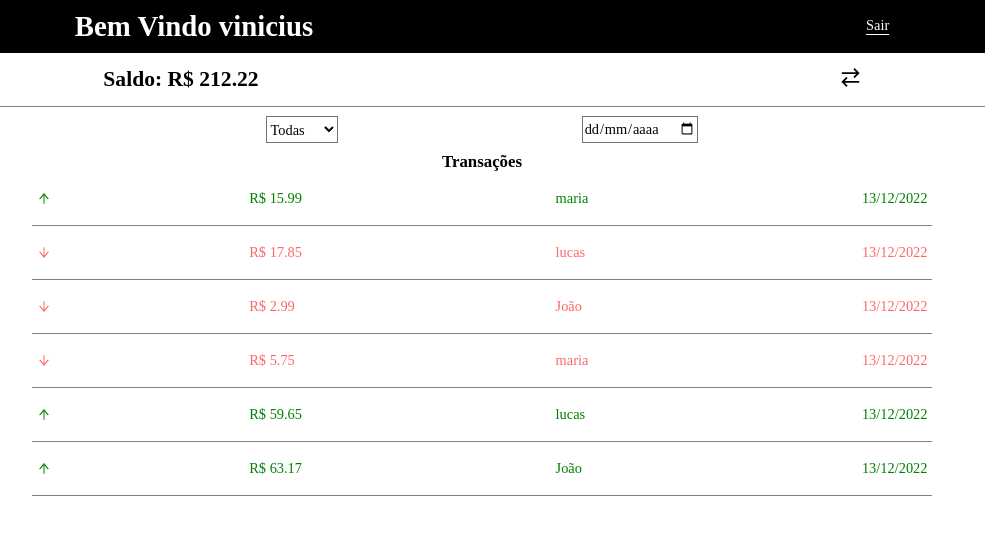 Bem Vindo vinicius Sair
Saldo: R$ 212.22
Todas dd/mm/aaaa
Transações
R$ 15.99 maria 13/12/2022
R$ 17.85 lucas 13/12/2022
R$ 2.99 João 13/12/2022
R$ 5.75 maria 13/12/2022
R$ 59.65 lucas 13/12/2022
R$ 63.17 João 13/12/2022